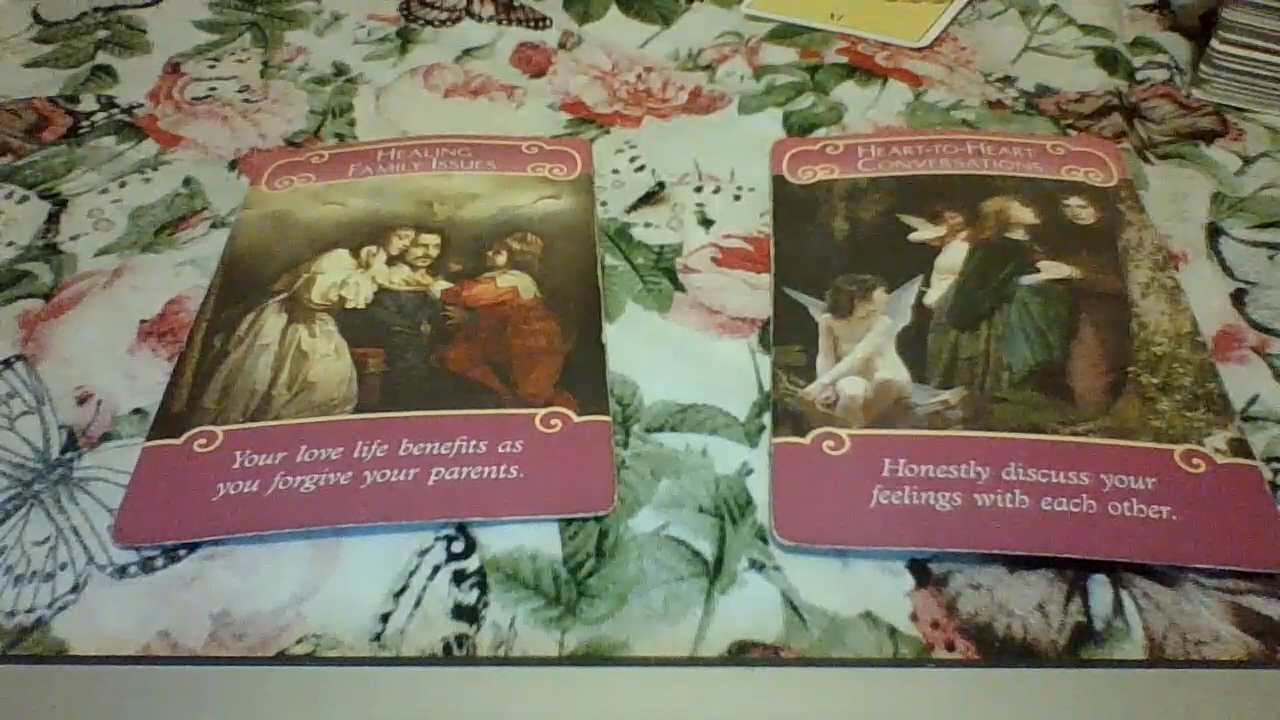 HEALING
FAMILY ISSUES
Your love life benefits as
you forgive your parents.
HEART-TO-HEART
CONVERSATIONS
Honestly discuss your
feelings with each other.